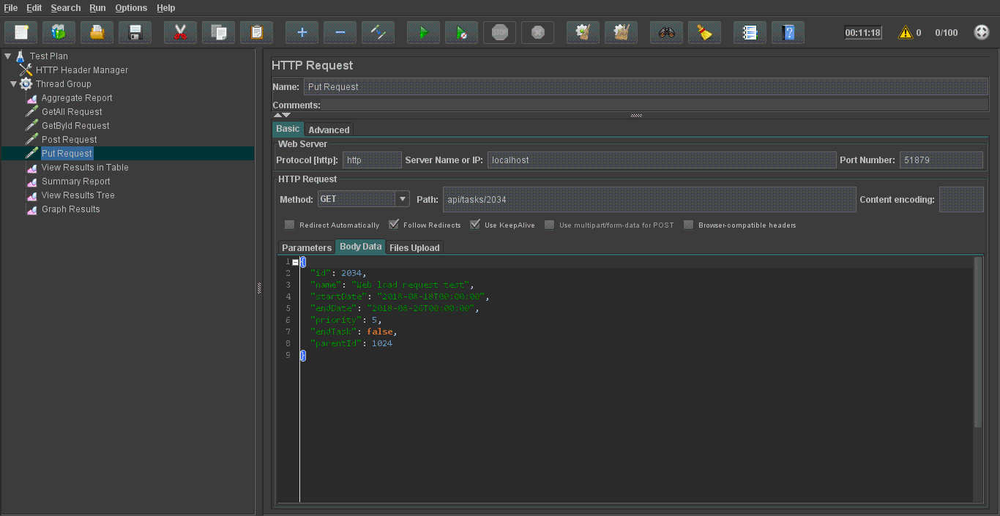 File Edit Search Run Options Help
STOP 00:11:18 0 0/100
Test Plan
HTTP Header Manager
Thread Group
Aggregate Report
GetAll Request
GetById Request
Post Request
Put Request
View Results in Table
Summary Report
View Results Tree
Graph Results
HTTP Request
Name: Put Request
Comments:
Basic Advanced
Web Server
Protocol [http]: http Server Name or IP: localhost Port Number: 51879
HTTP Request
Method: GET Path: api/tasks/2034 Content encoding:
Redirect Automatically Follow Redirects Use KeepAlive Use multipart/form-data for POST Browser-compatible headers
Parameters Body Data Files Upload
1 {
2 "id": 2034,
3 "name": "Web load request test",
4 "startDate": "2018-08-18T00:00:00",
5 "endDate": "2018-08-26T00:00:00",
6 "priority": 5,
7 "endTask": false,
8 "parentId": 1024
9 }